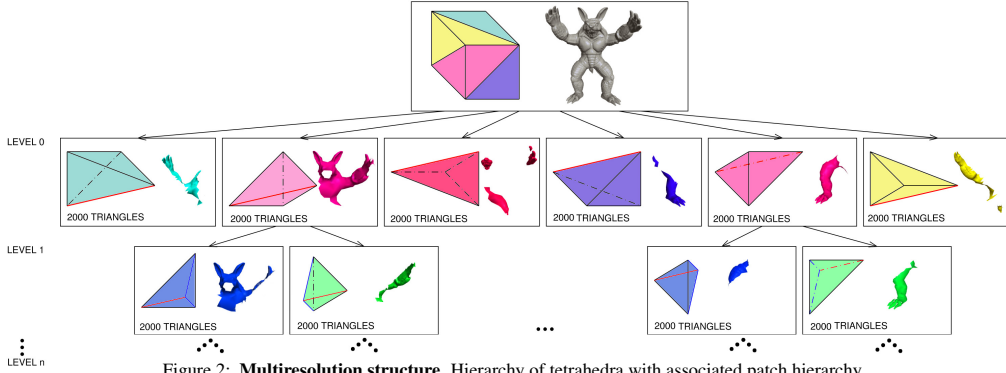 LEVEL 0
2000 TRIANGLES
2000 TRIANGLES
2000 TRIANGLES
2000 TRIANGLES
2000 TRIANGLES
2000 TRIANGLES
LEVEL 1
2000 TRIANGLES
2000 TRIANGLES
...
2000 TRIANGLES
2000 TRIANGLES
LEVEL n
Figure 2: Multiresolution structure. Hierarchy of tetrahedra with associated patch hierarchy